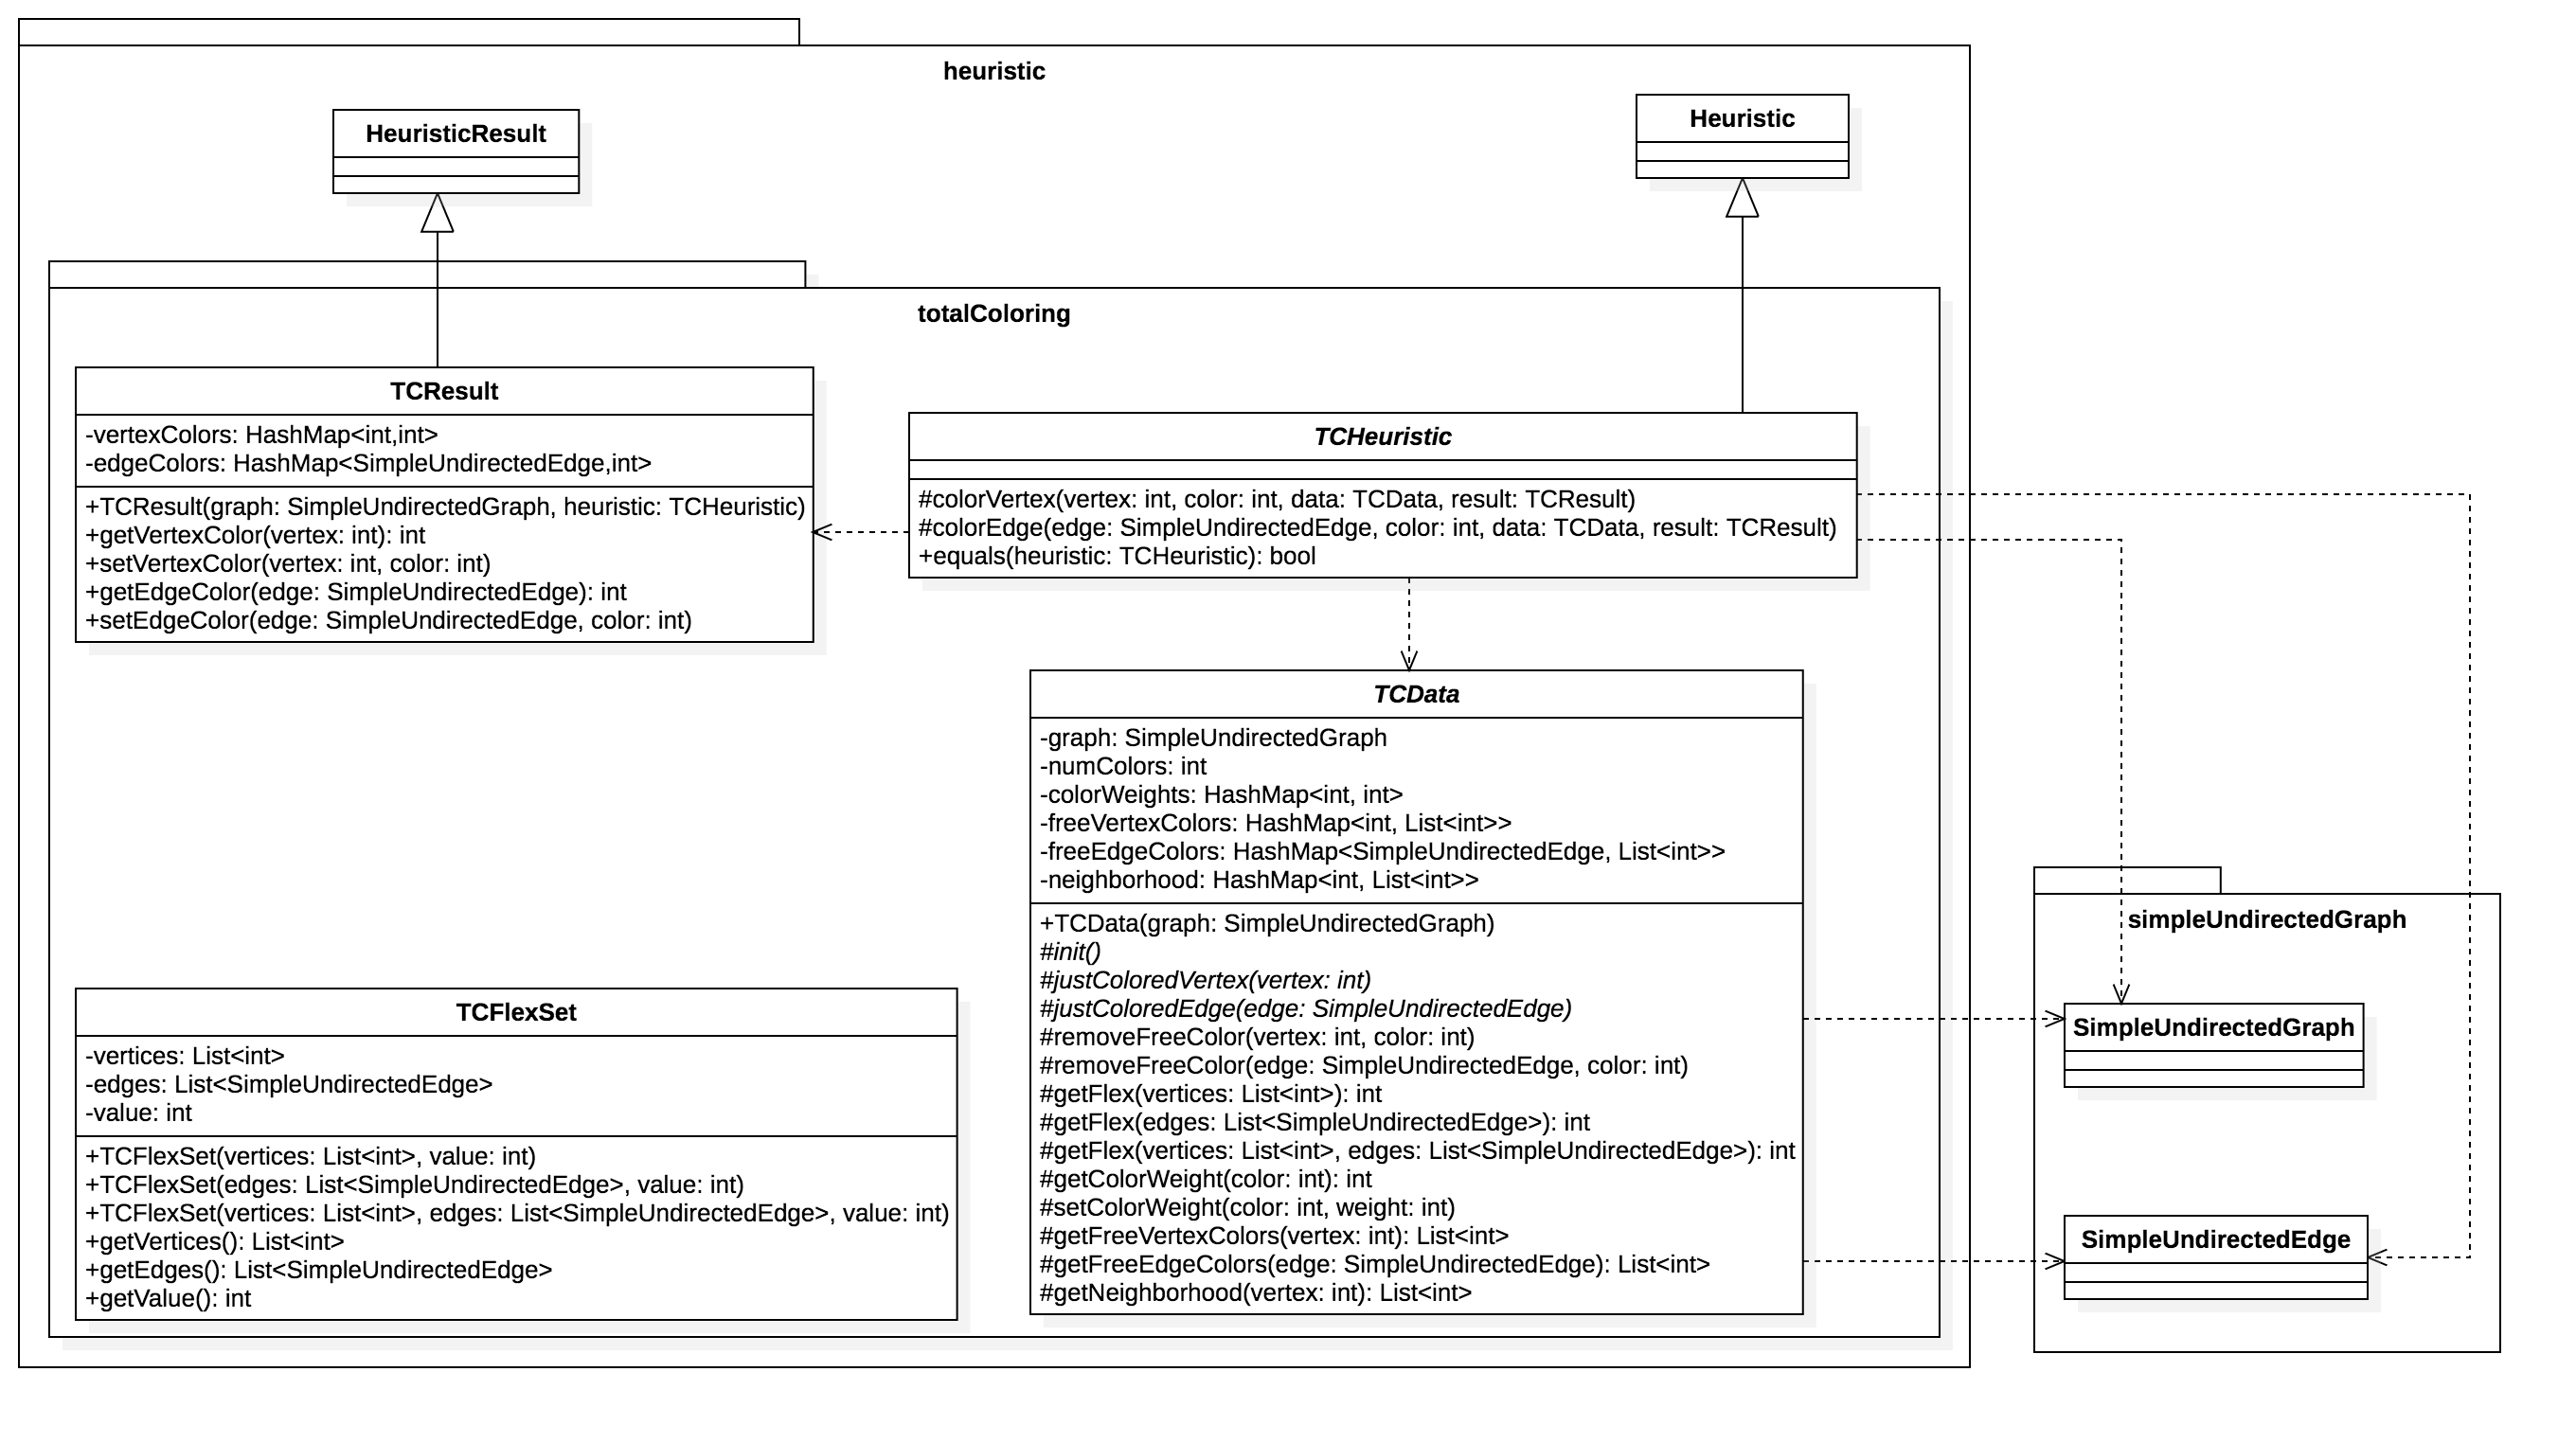 heuristic
HeuristicResult
Heuristic
totalColoring
TCResult
-vertexColors: HashMap<int,int>
-edgeColors: HashMap<SimpleUndirectedEdge,int>
+TCResult(graph: SimpleUndirectedGraph, heuristic: TCHeuristic)
+getVertexColor(vertex: int): int
+setVertexColor(vertex: int, color: int)
+getEdgeColor(edge: SimpleUndirectedEdge): int
+setEdgeColor(edge: SimpleUndirectedEdge, color: int)
TCHeuristic
#colorVertex(vertex: int, color: int, data: TCData, result: TCResult)
#colorEdge(edge: SimpleUndirectedEdge, color: int, data: TCData, result: TCResult)
+equals(heuristic: TCHeuristic): bool
TCData
-graph: SimpleUndirectedGraph
-numColors: int
-colorWeights: HashMap<int, int>
-freeVertexColors: HashMap<int, List<int>>
-freeEdgeColors: HashMap<SimpleUndirectedEdge, List<int>>
-neighborhood: HashMap<int, List<int>>
+TCData(graph: SimpleUndirectedGraph)
#init()
#justColoredVertex(vertex: int)
#justColoredEdge(edge: SimpleUndirectedEdge)
#removeFreeColor(vertex: int, color: int)
#removeFreeColor(edge: SimpleUndirectedEdge, color: int)
#getFlex(vertices: List<int>): int
#getFlex(edges: List<SimpleUndirectedEdge>): int
#getFlex(vertices: List<int>, edges: List<SimpleUndirectedEdge>): int
#getColorWeight(color: int): int
#setColorWeight(color: int, weight: int)
#getFreeVertexColors(vertex: int): List<int>
#getFreeEdgeColors(edge: SimpleUndirectedEdge): List<int>
#getNeighborhood(vertex: int): List<int>
TCFlexSet
-vertices: List<int>
-edges: List<SimpleUndirectedEdge>
-value: int
+TCFlexSet(vertices: List<int>, value: int)
+TCFlexSet(edges: List<SimpleUndirectedEdge>, value: int)
+TCFlexSet(vertices: List<int>, edges: List<SimpleUndirectedEdge>, value: int)
+getVertices(): List<int>
+getEdges(): List<SimpleUndirectedEdge>
+getValue(): int
simpleUndirectedGraph
SimpleUndirectedGraph
SimpleUndirectedEdge